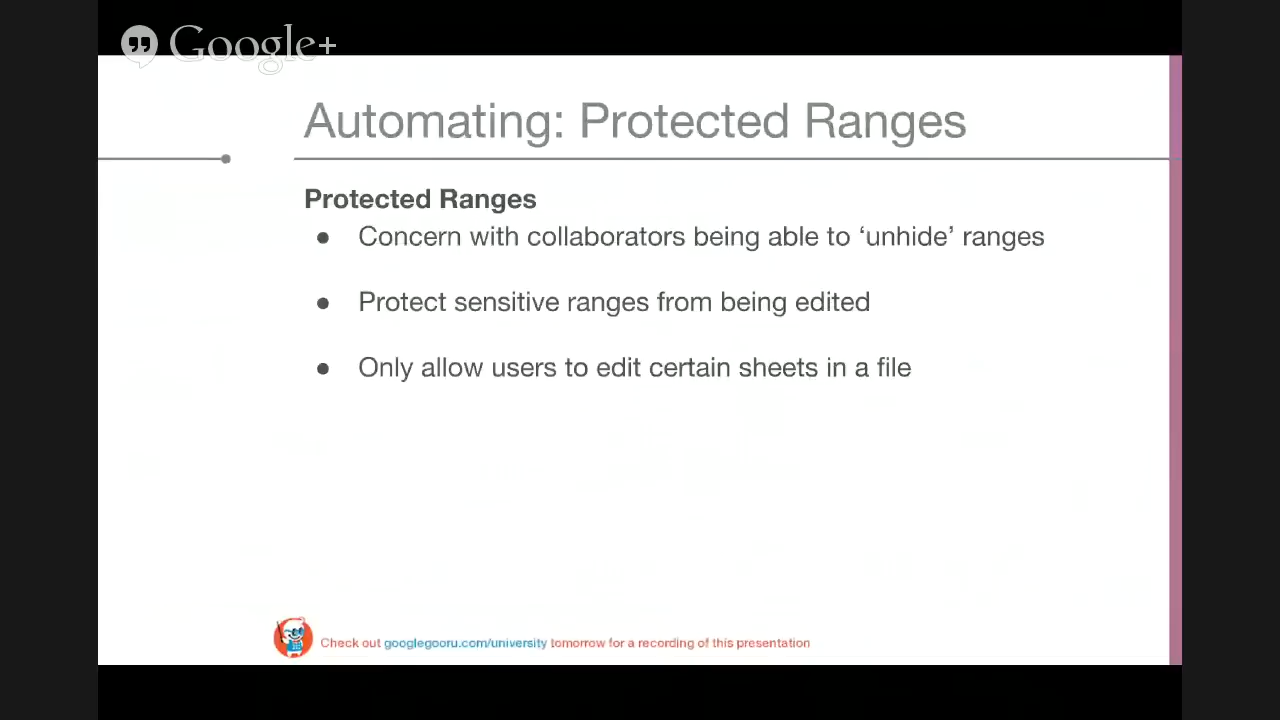 Google+
Automating: Protected Ranges
Protected Ranges
● Concern with collaborators being able to ‘unhide’ ranges
● Protect sensitive ranges from being edited
● Only allow users to edit certain sheets in a file
Check out googlegooru.com/university tomorrow for a recording of this presentation